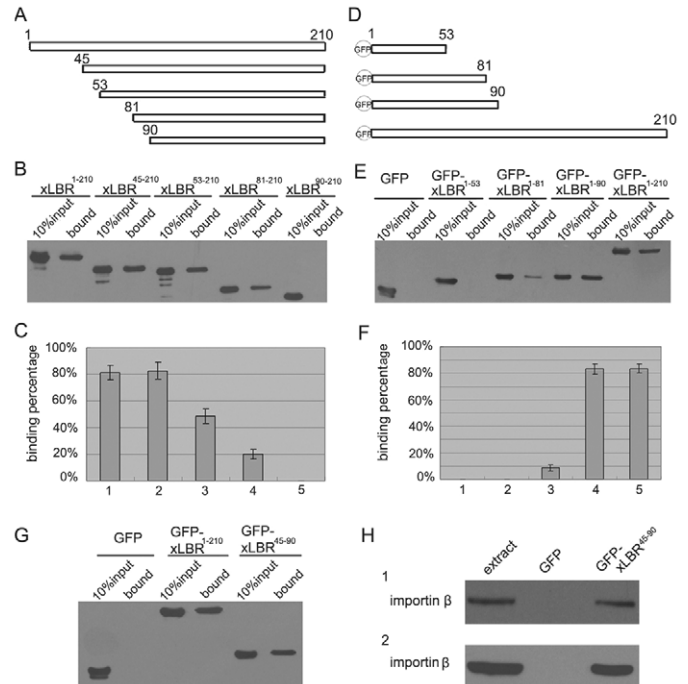 A
1 210
45
53
81
90
D
1 53
GFP
81
GFP
90
GFP
210
GFP
B
xLBR1-210 xLBR45-210 xLBR53-210 xLBR81-210 xLBR90-210
10%input bound 10%input bound 10%input bound 10%input bound 10%input bound
E
GFP GFP-xLBR1-53 GFP-xLBR1-81 GFP-xLBR1-90 GFP-xLBR1-210
10%input bound 10%input bound 10%input bound 10%input bound 10%input bound
C
binding percentage
100%
80%
60%
40%
20%
0%
1 2 3 4 5
F
binding percentage
100%
80%
60%
40%
20%
0%
1 2 3 4 5
G
GFP GFP-xLBR1-210 GFP-xLBR45-90
10%input bound 10%input bound 10%input bound
H
extract GFP GFP-xLBR45-90
1
importin β
2
importin β